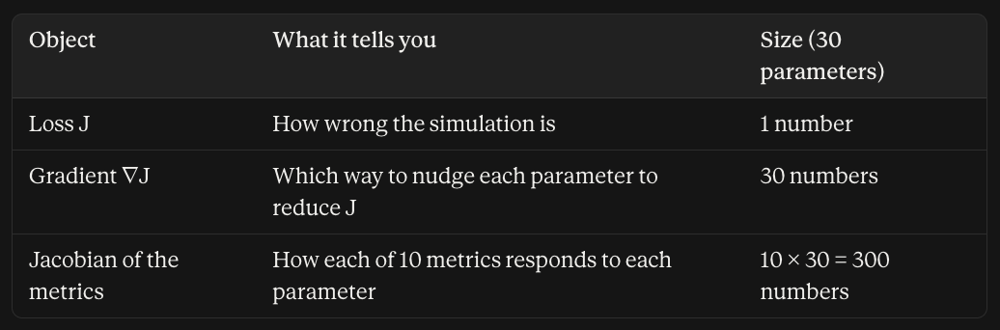 Object
What it tells you
Size (30
parameters)
Loss J
How wrong the simulation is
1 number
Gradient ∇J
Which way to nudge each parameter to
reduce J
30 numbers
Jacobian of the
metrics
How each of 10 metrics responds to each
parameter
10 × 30 = 300
numbers